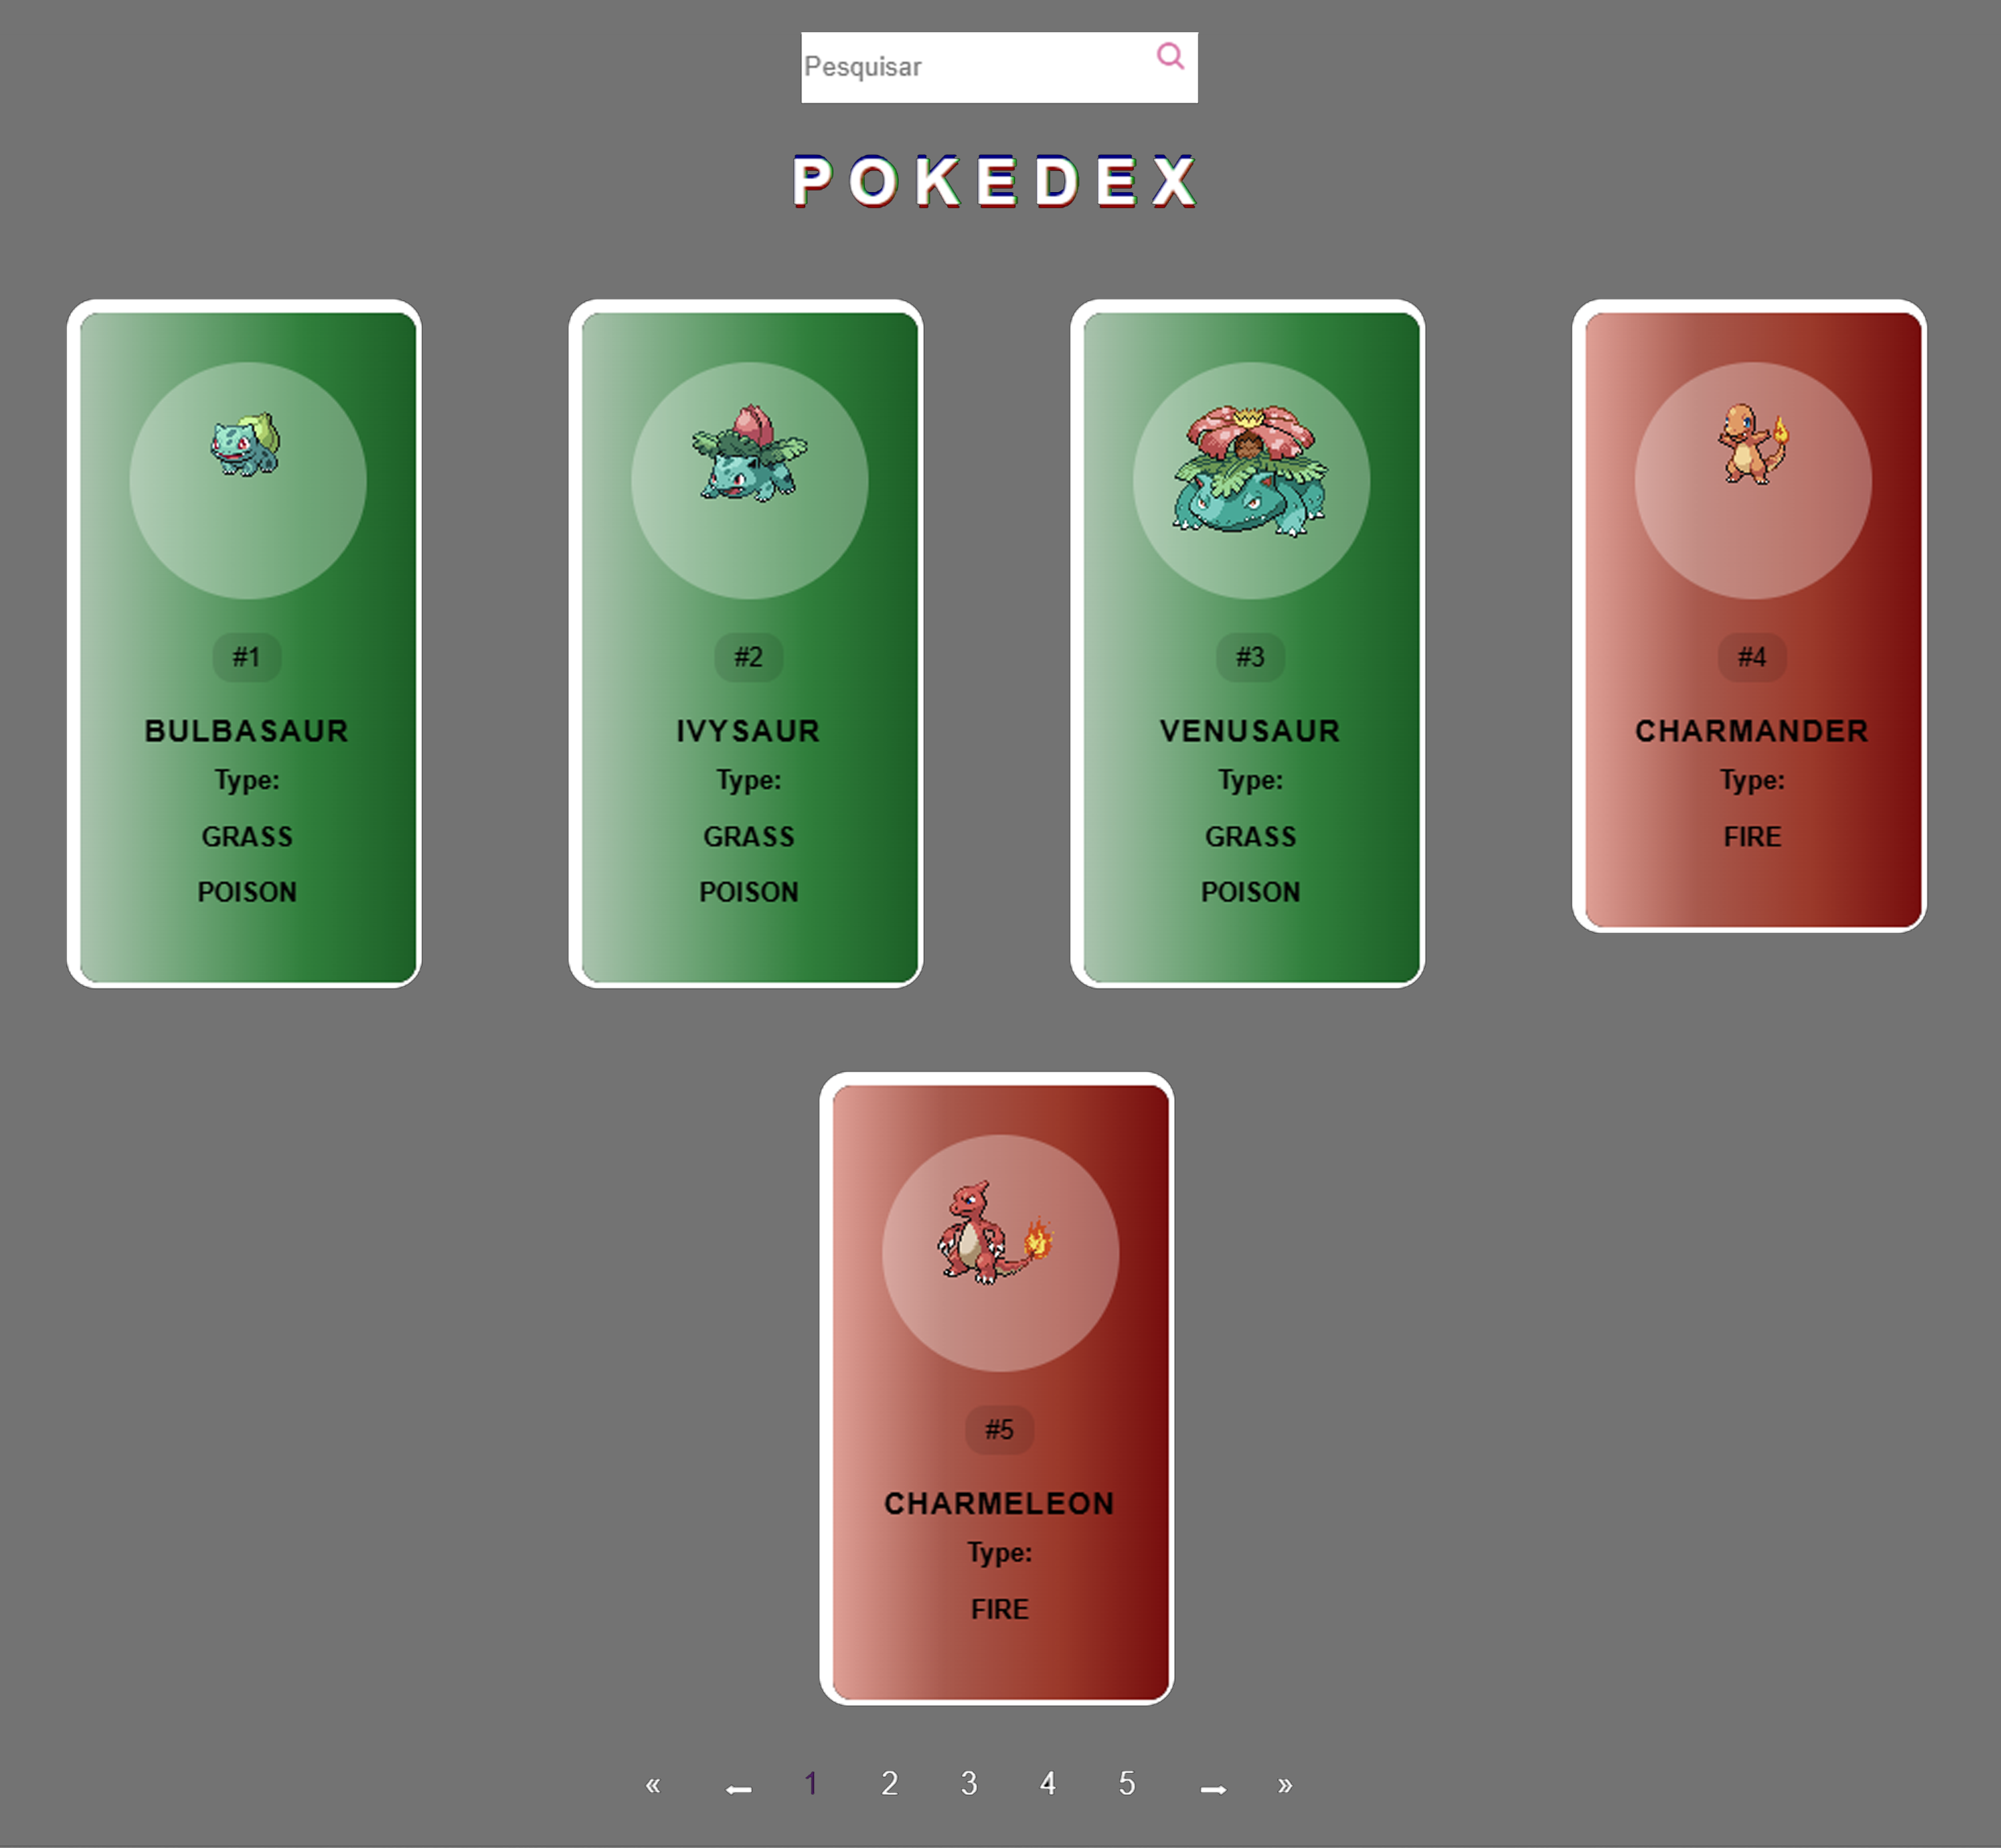 Pesquisar
POKEDEX
#1
BULBASAUR
Type:
GRASS
POISON
#2
IVYSAUR
Type:
GRASS
POISON
#3
VENUSAUR
Type:
GRASS
POISON
#4
CHARMANDER
Type:
FIRE
#5
CHARMELEON
Type:
FIRE
« ← 1 2 3 4 5 → »